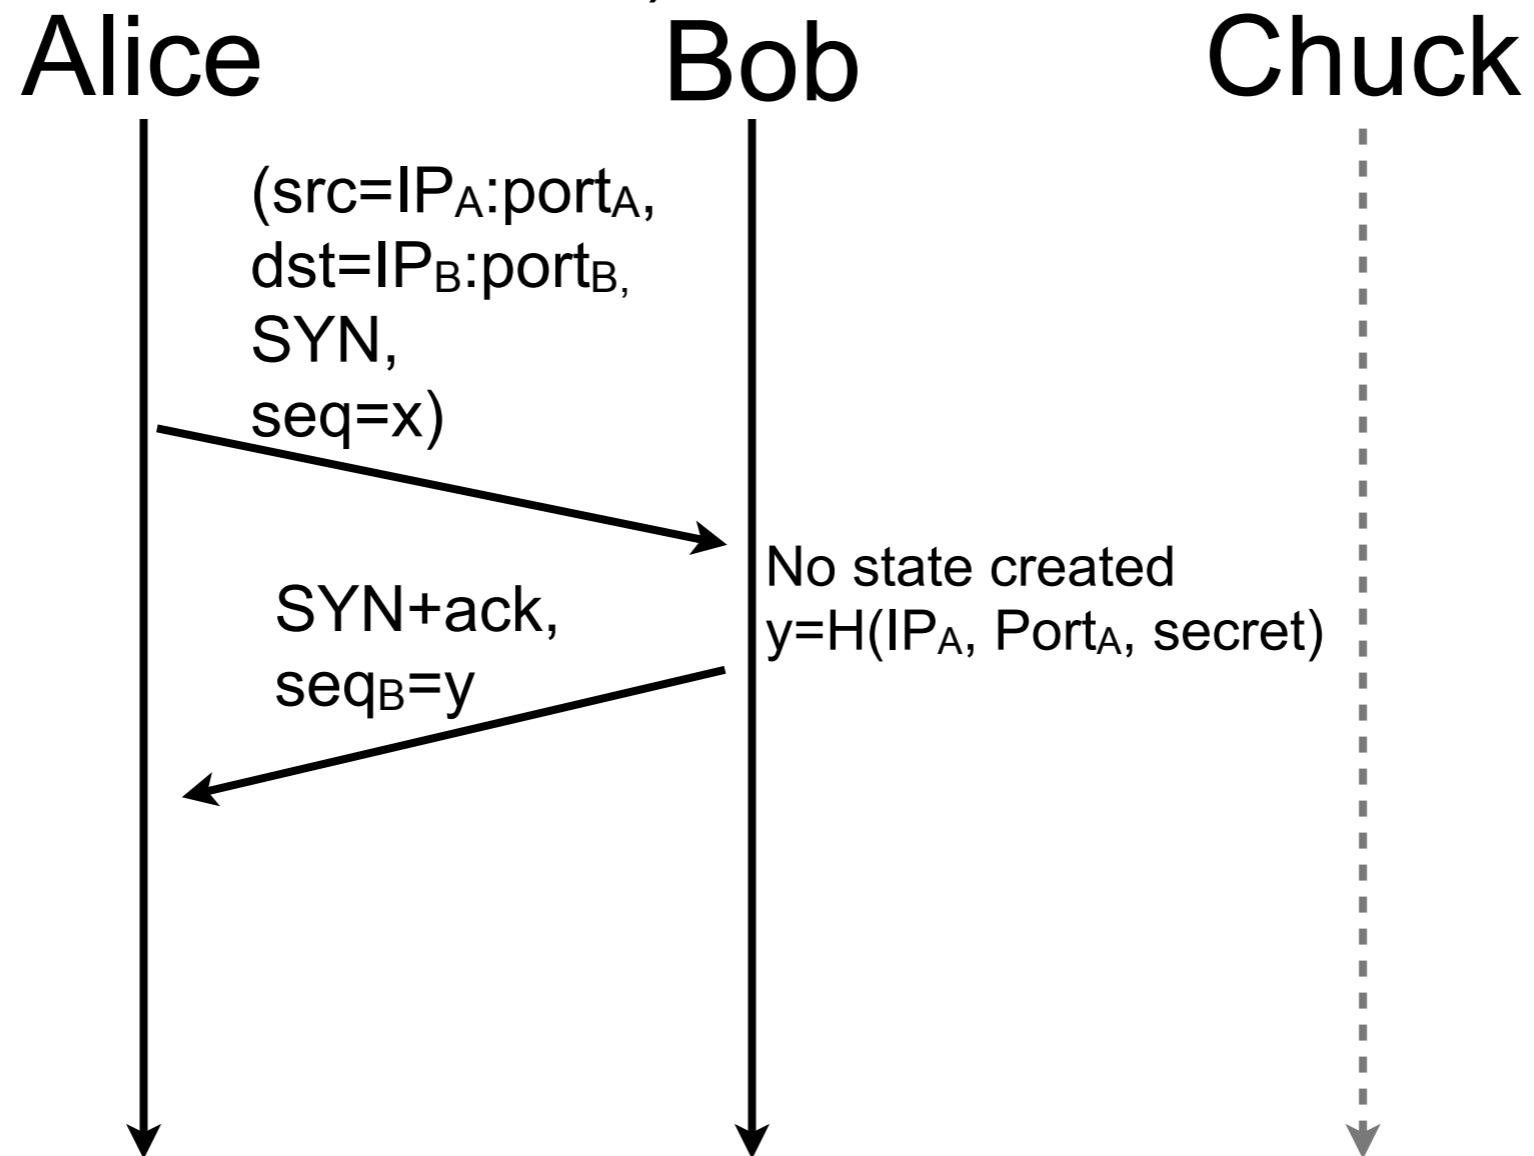 Alice
Bob
Chuck
(src=IPA:portA,
dst=IPB:portB,
SYN,
seq=x)
No state created
y=H(IPA, PortA, secret)
SYN+ack,
seqB=y